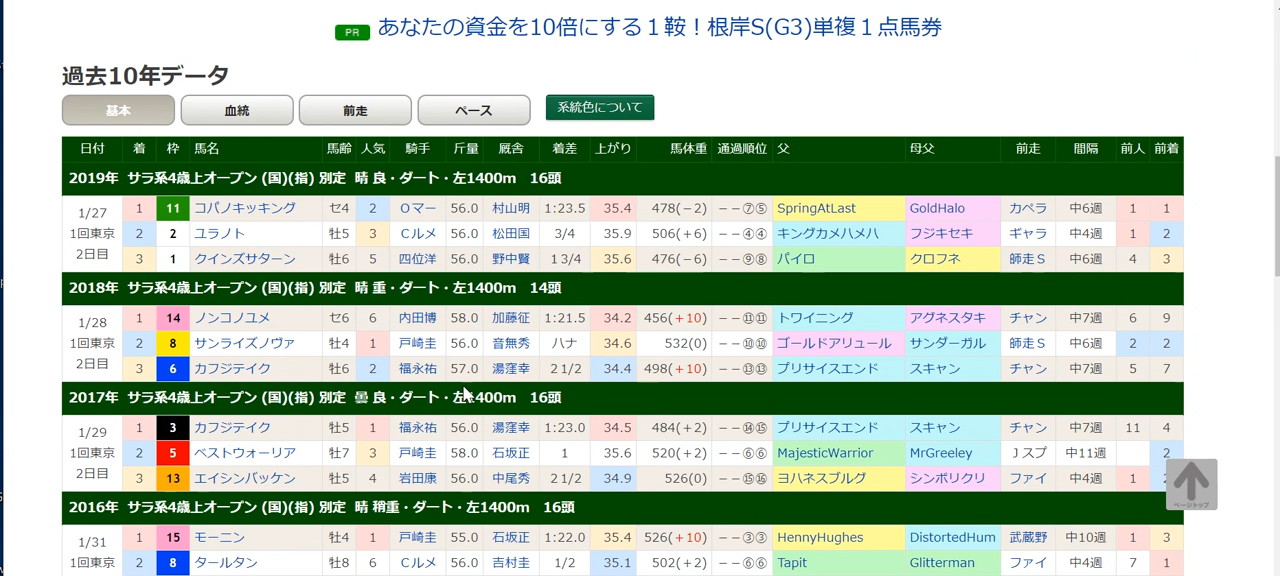 PR あなたの資金を10倍にする１鞍！根岸S(G3)単複１点馬券
過去10年データ
基本 血統 前走 ペース 系統色について
日付 着 枠 馬名 馬齢 人気 騎手 斤量 厩舎 着差 上がり 馬体重 通過順位 父 母父 前走 間隔 前人 前着
2019年 サラ系4歳上オープン (国)(指) 別定 晴 良・ダート・左1400m 16頭
1/27 1回東京 2日目
1 11 コパノキッキング セ4 2 Ｏマー 56.0 村山明 1:23.5 35.4 478(−2) −−⑦⑤ SpringAtLast GoldHalo カペラ 中6週 1 1
2 2 ユラノト 牡5 3 Ｃルメ 56.0 松田国 3/4 35.9 506(+6) −−④④ キングカメハメハ フジキセキ ギャラ 中4週 1 2
3 1 クインズサターン 牡6 5 四位洋 56.0 野中賢 1 3/4 35.6 476(−6) −−⑨⑧ パイロ クロフネ 師走Ｓ 中6週 4 3
2018年 サラ系4歳上オープン (国)(指) 別定 晴 重・ダート・左1400m 14頭
1/28 1回東京 2日目
1 14 ノンコノユメ セ6 6 内田博 58.0 加藤征 1:21.5 34.2 456(+10) −−⑪⑪ トワイニング アグネスタキ チャン 中7週 6 9
2 8 サンライズノヴァ 牡4 1 戸崎圭 56.0 音無秀 ハナ 34.6 532(0) −−⑩⑩ ゴールドアリュール サンダーガル 師走Ｓ 中6週 2 2
3 6 カフジテイク 牡6 2 福永祐 57.0 湯窪幸 2 1/2 34.4 498(+10) −−⑬⑬ プリサイスエンド スキャン チャン 中7週 5 7
2017年 サラ系4歳上オープン (国)(指) 別定 曇 良・ダート・左1400m 16頭
1/29 1回東京 2日目
1 3 カフジテイク 牡5 1 福永祐 56.0 湯窪幸 1:23.0 34.5 484(+2) −−⑭⑮ プリサイスエンド スキャン チャン 中7週 11 4
2 5 ベストウォーリア 牡7 3 戸崎圭 58.0 石坂正 1 35.6 520(+2) −−⑥⑥ MajesticWarrior MrGreeley Ｊスプ 中11週 2
3 13 エイシンバッケン 牡5 4 岩田康 56.0 中尾秀 2 1/2 34.9 526(0) −−⑮⑯ ヨハネスブルグ シンボリクリ ファイ 中4週 1
ページトップ
2016年 サラ系4歳上オープン (国)(指) 別定 晴 稍重・ダート・左1400m 16頭
1/31 1回東京
1 15 モーニン 牡4 1 戸崎圭 55.0 石坂正 1:22.0 35.4 526(+10) −−③③ HennyHughes DistortedHum 武蔵野 中10週 1 3
2 8 タールタン 牡8 6 Ｃルメ 56.0 吉村圭 1/2 35.1 502(+2) −−⑥⑥ Tapit Glitterman ファイ 中4週 7 1